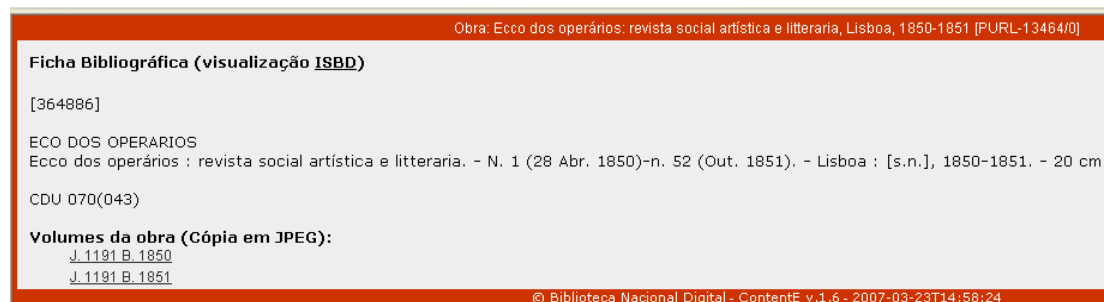 Obra: Ecco dos operários: revista social artística e litteraria, Lisboa, 1850-1851 [PURL-13464/0]
Ficha Bibliográfica (visualização ISBD)
[364886]
ECO DOS OPERARIOS
Ecco dos operários : revista social artística e litteraria. - N. 1 (28 Abr. 1850)-n. 52 (Out. 1851). - Lisboa : [s.n.], 1850-1851. - 20 cm
CDU 070(043)
Volumes da obra (Cópia em JPEG):
J. 1191 B. 1850
J. 1191 B. 1851
© Biblioteca Nacional Digital - ContentE v.1.6 - 2007-03-23T14:58:24